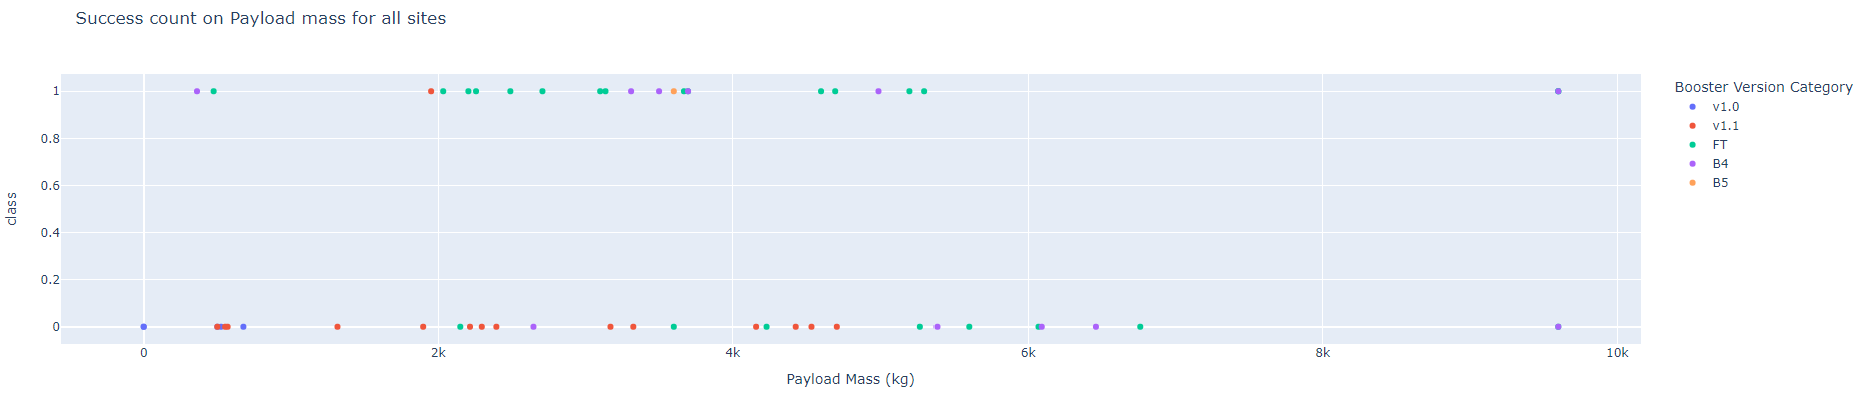 Success count on Payload mass for all sites
Booster Version Category
v1.0
v1.1
FT
B4
B5
class
1
0.8
0.6
0.4
0.2
0
0 2k 4k 6k 8k 10k
Payload Mass (kg)